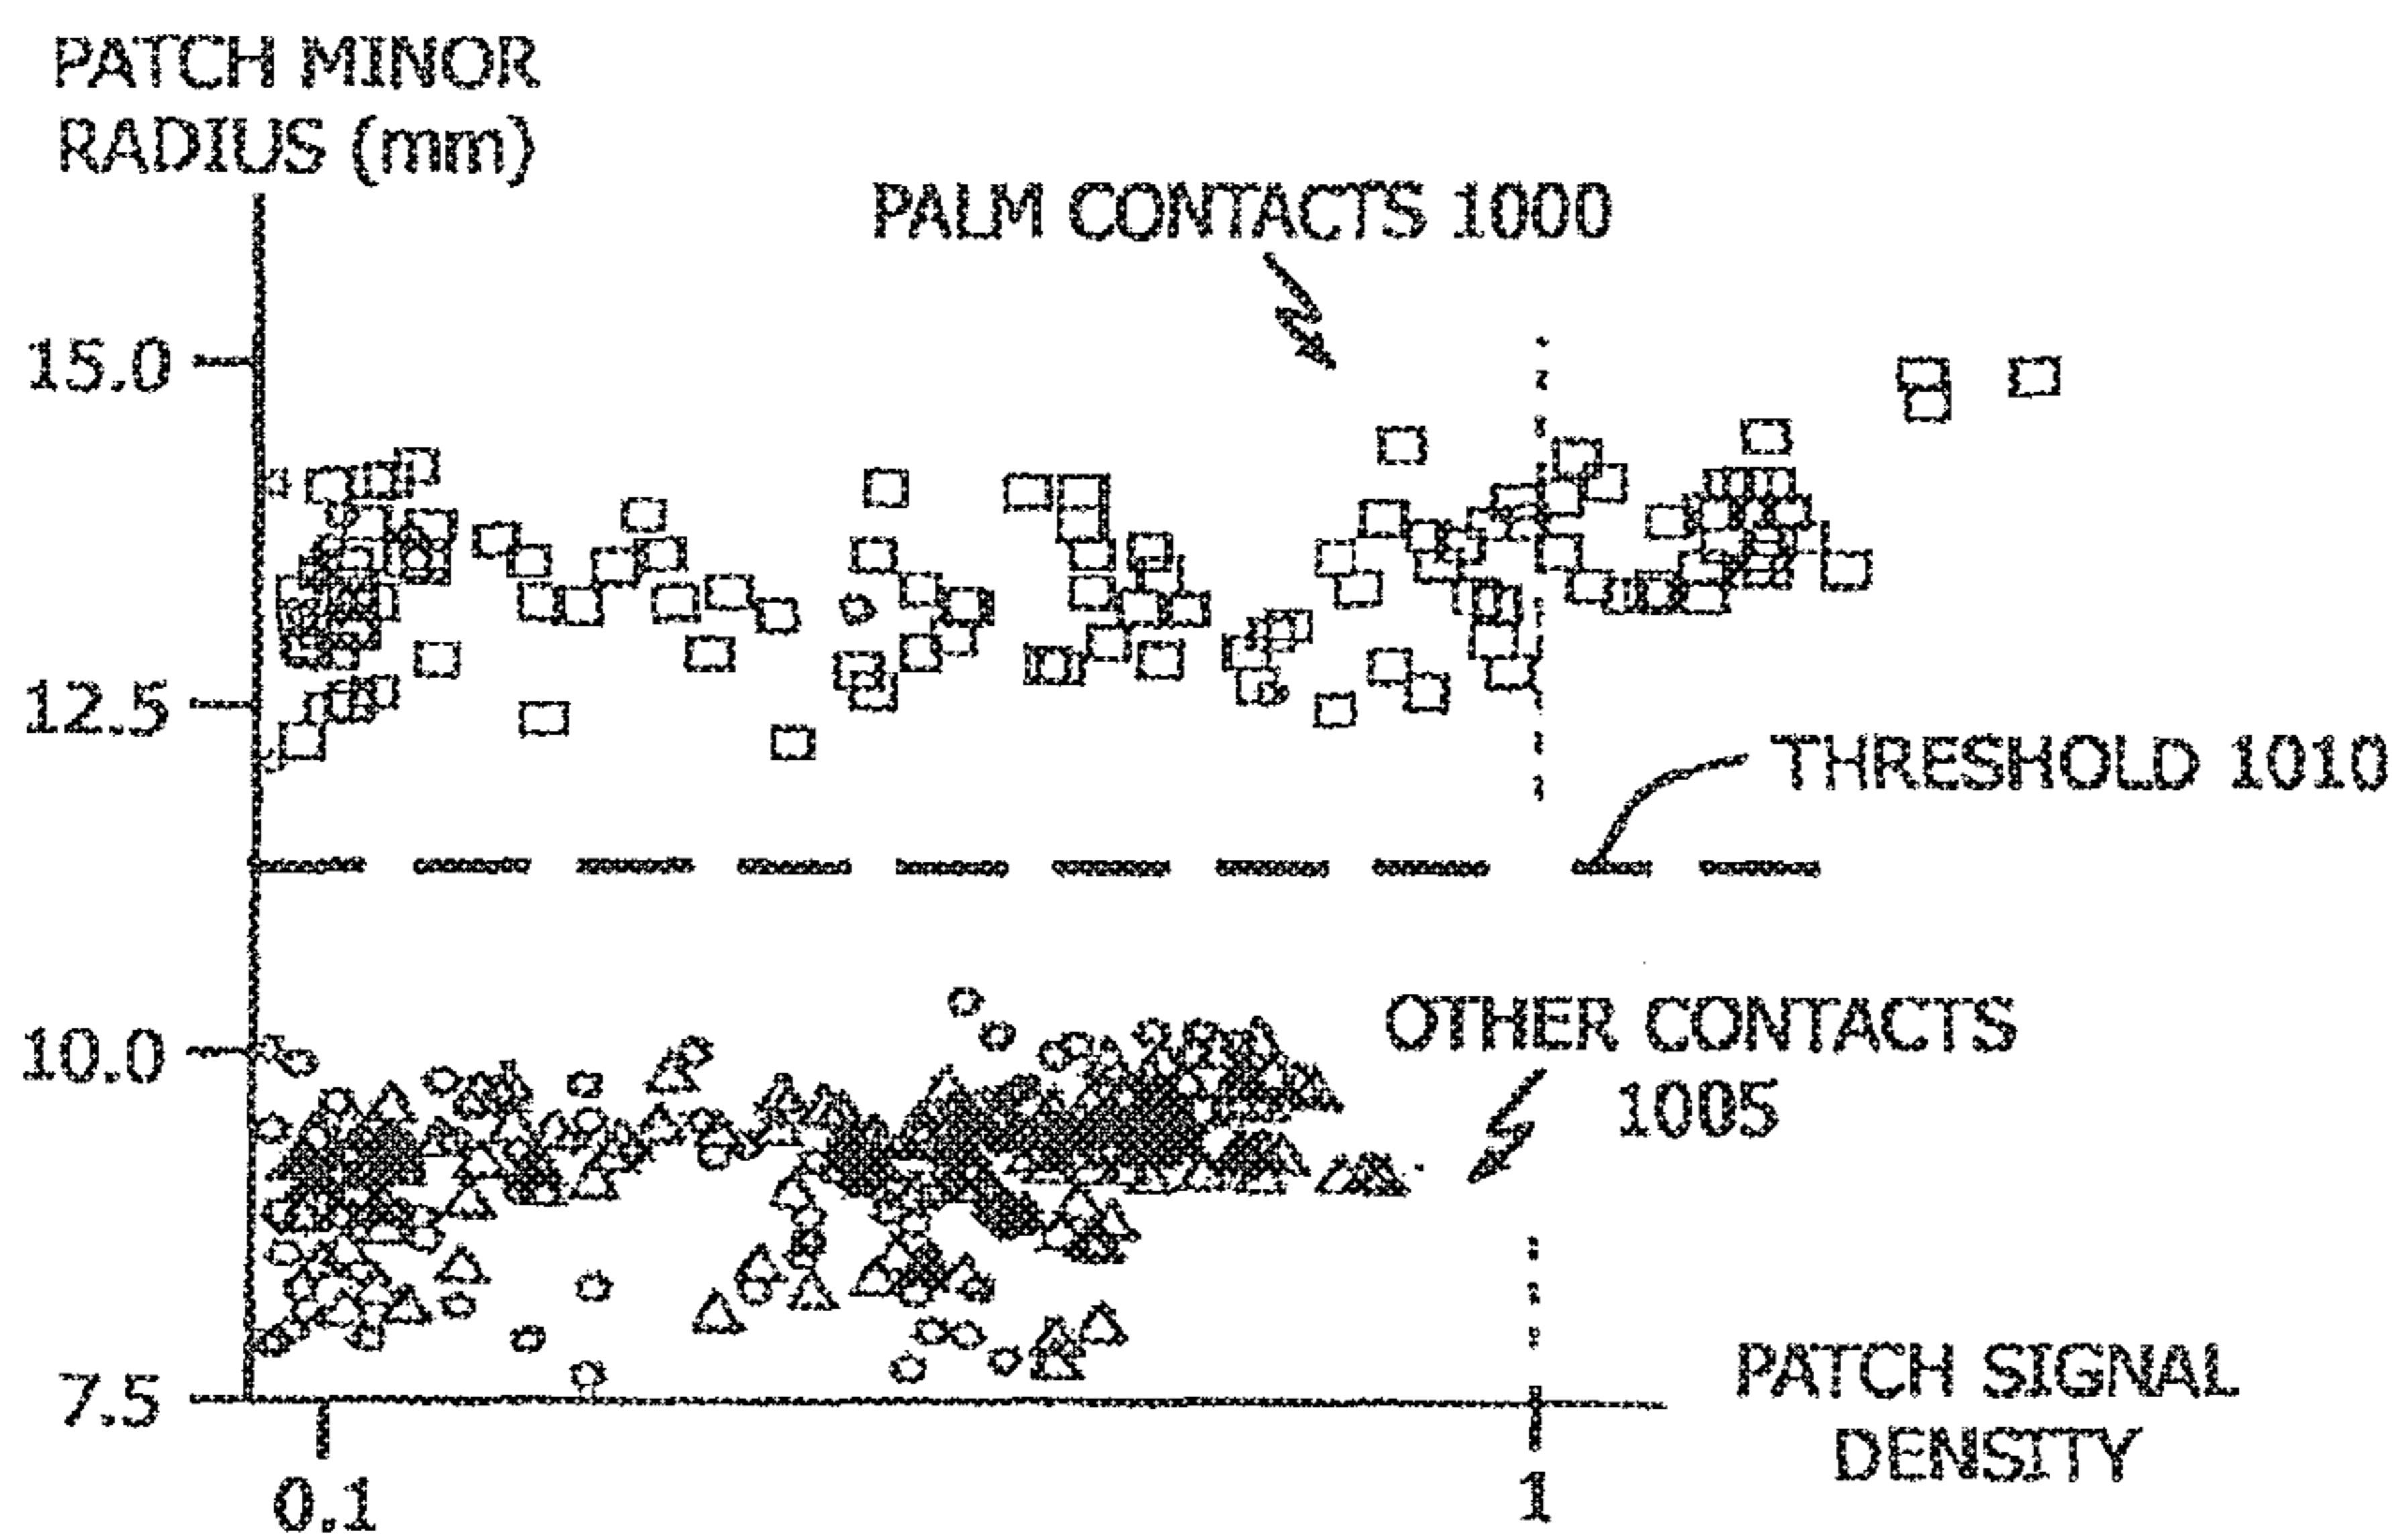 PATCH MINOR
RADIUS (mm)
PALM CONTACTS 1000
15.0
12.5
THRESHOLD 1010
10.0
OTHER CONTACTS
1005
7.5
PATCH SIGNAL
DENSITY
0.1
1